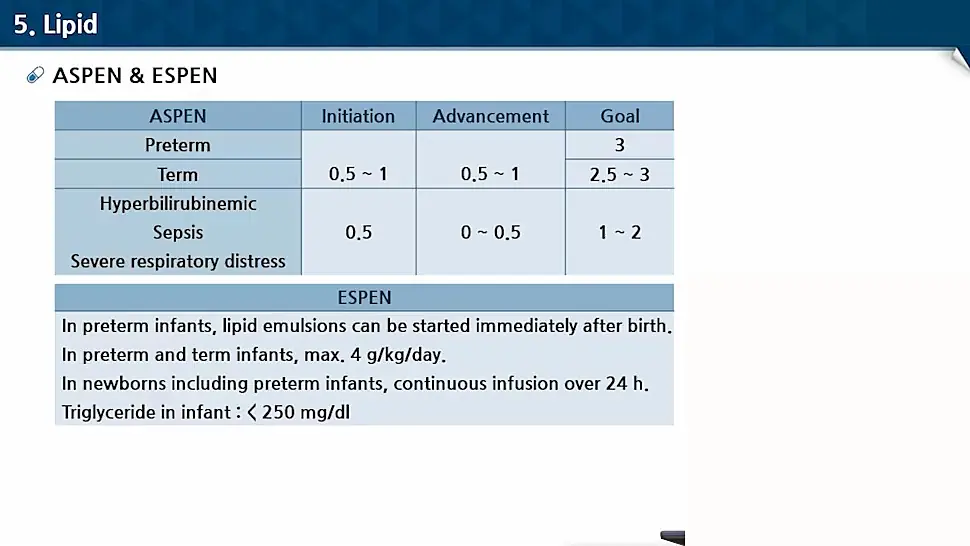 5. Lipid
ASPEN & ESPEN
ASPEN Initiation Advancement Goal
Preterm 3
Term 0.5 ~ 1 0.5 ~ 1 2.5 ~ 3
Hyperbilirubinemic
Sepsis 0.5 0 ~ 0.5 1 ~ 2
Severe respiratory distress
ESPEN
In preterm infants, lipid emulsions can be started immediately after birth.
In preterm and term infants, max. 4 g/kg/day.
In newborns including preterm infants, continuous infusion over 24 h.
Triglyceride in infant : < 250 mg/dl